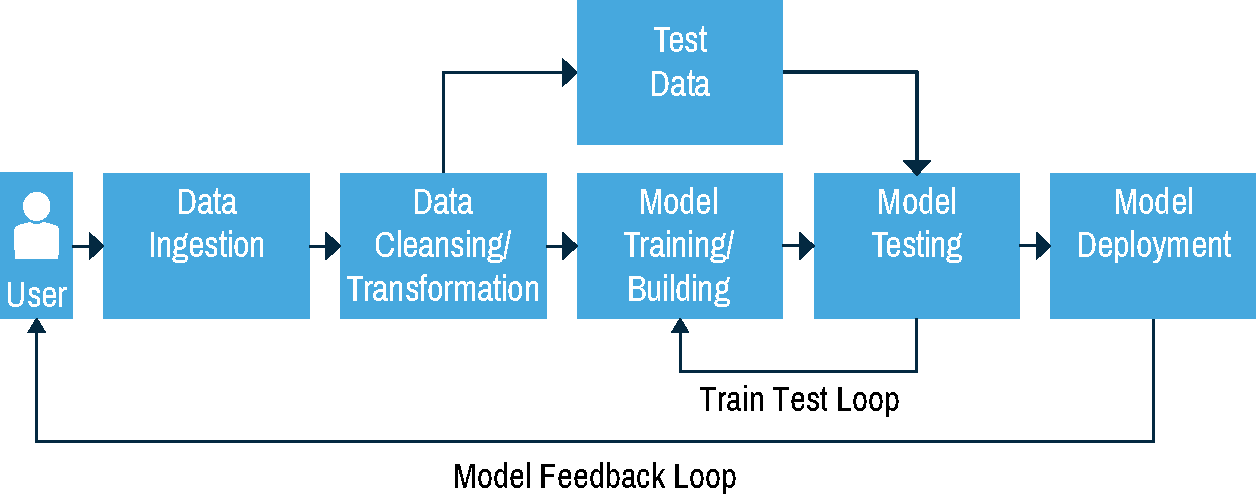 Test
Data
User
Data
Ingestion
Data
Cleansing/
Transformation
Model
Training/
Building
Model
Testing
Model
Deployment
Train Test Loop
Model Feedback Loop